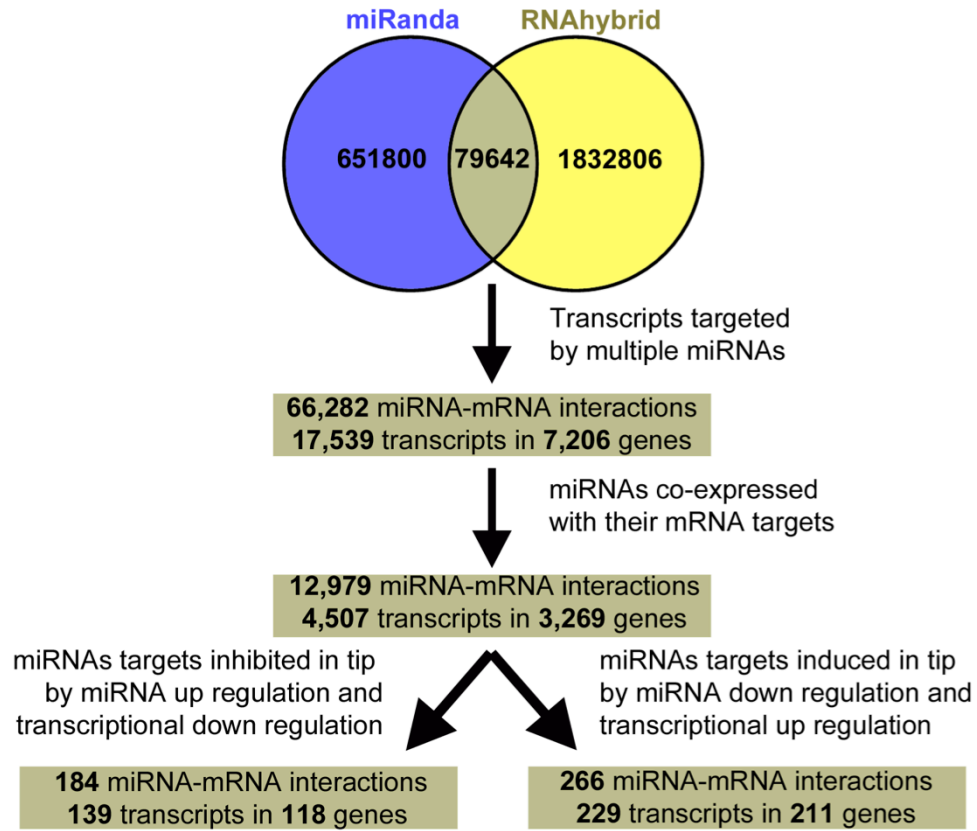 miRanda RNAhybrid
651800 79642 1832806
Transcripts targeted
by multiple miRNAs
66,282 miRNA-mRNA interactions
17,539 transcripts in 7,206 genes
miRNAs co-expressed
with their mRNA targets
12,979 miRNA-mRNA interactions
4,507 transcripts in 3,269 genes
miRNAs targets inhibited in tip
by miRNA up regulation and
transcriptional down regulation
miRNAs targets induced in tip
by miRNA down regulation and
transcriptional up regulation
184 miRNA-mRNA interactions
139 transcripts in 118 genes
266 miRNA-mRNA interactions
229 transcripts in 211 genes